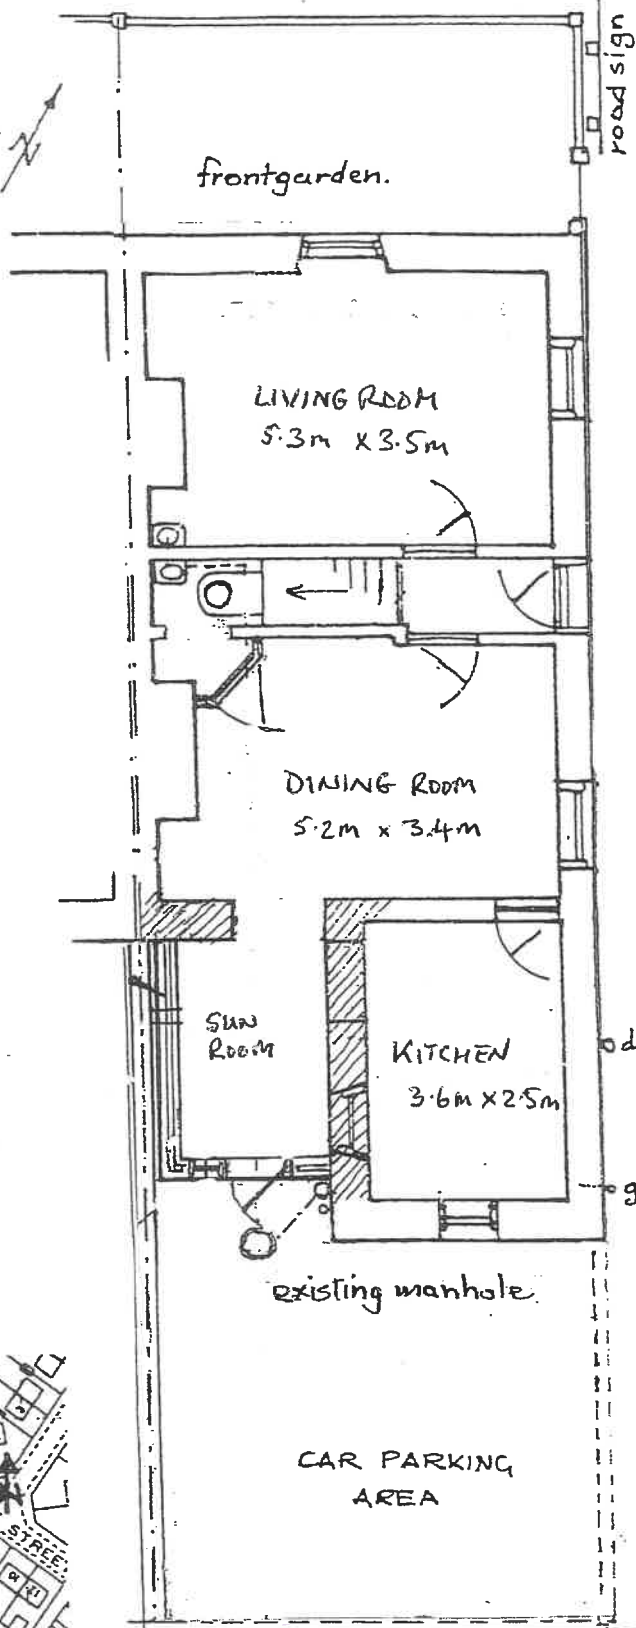 road sign
N
frontgarden.
LIVING ROOM
5.3m x 3.5m
DINING ROOM
5.2m x 3.4m
SUN
ROOM
KITCHEN
3.6m x 2.5m
d
g
existing manhole
CAR PARKING
AREA
STREE